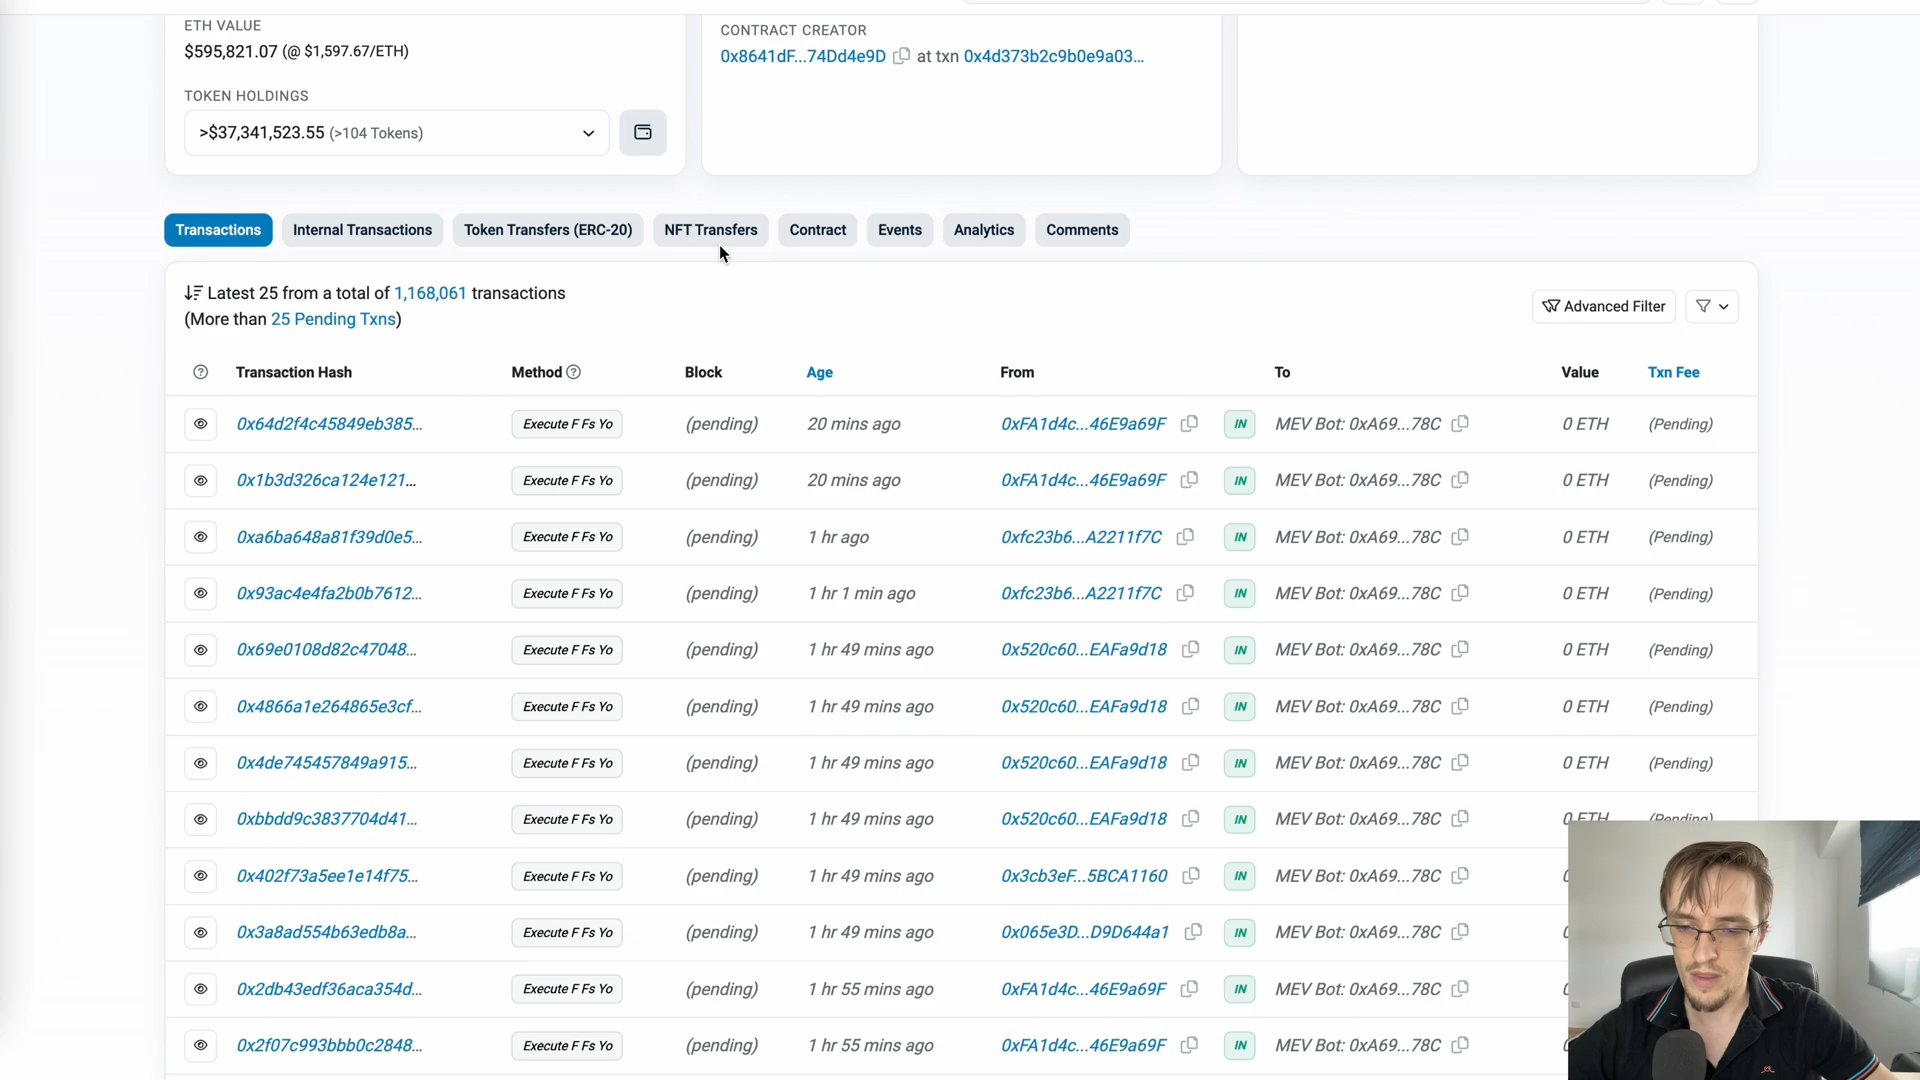 ETH VALUE
$595,821.07 (@ $1,597.67/ETH)
TOKEN HOLDINGS
>$37,341,523.55 (>104 Tokens)
CONTRACT CREATOR
0x8641dF...74Dd4e9D at txn 0x4d373b2c9b0e9a03...
Transactions Internal Transactions Token Transfers (ERC-20) NFT Transfers Contract Events Analytics Comments
Latest 25 from a total of 1,168,061 transactions
(More than 25 Pending Txns)
Advanced Filter
Transaction Hash Method Block Age From To Value Txn Fee
0x64d2f4c45849eb385... Execute F Fs Yo (pending) 20 mins ago 0xFA1d4c...46E9a69F IN MEV Bot: 0xA69...78C 0 ETH (Pending)
0x1b3d326ca124e121... Execute F Fs Yo (pending) 20 mins ago 0xFA1d4c...46E9a69F IN MEV Bot: 0xA69...78C 0 ETH (Pending)
0xa6ba648a81f39d0e5... Execute F Fs Yo (pending) 1 hr ago 0xfc23b6...A2211f7C IN MEV Bot: 0xA69...78C 0 ETH (Pending)
0x93ac4e4fa2b0b7612... Execute F Fs Yo (pending) 1 hr 1 min ago 0xfc23b6...A2211f7C IN MEV Bot: 0xA69...78C 0 ETH (Pending)
0x69e0108d82c47048... Execute F Fs Yo (pending) 1 hr 49 mins ago 0x520c60...EAFa9d18 IN MEV Bot: 0xA69...78C 0 ETH (Pending)
0x4866a1e264865e3cf... Execute F Fs Yo (pending) 1 hr 49 mins ago 0x520c60...EAFa9d18 IN MEV Bot: 0xA69...78C 0 ETH (Pending)
0x4de745457849a915... Execute F Fs Yo (pending) 1 hr 49 mins ago 0x520c60...EAFa9d18 IN MEV Bot: 0xA69...78C 0 ETH (Pending)
0xbbdd9c3837704d41... Execute F Fs Yo (pending) 1 hr 49 mins ago 0x520c60...EAFa9d18 IN MEV Bot: 0xA69...78C 0 ETH (Pending)
0x402f73a5ee1e14f75... Execute F Fs Yo (pending) 1 hr 49 mins ago 0x3cb3eF...5BCA1160 IN MEV Bot: 0xA69...78C
0x3a8ad554b63edb8a... Execute F Fs Yo (pending) 1 hr 49 mins ago 0x065e3D...D9D644a1 IN MEV Bot: 0xA69...78C
0x2db43edf36aca354d... Execute F Fs Yo (pending) 1 hr 55 mins ago 0xFA1d4c...46E9a69F IN MEV Bot: 0xA69...78C
0x2f07c993bbb0c2848... Execute F Fs Yo (pending) 1 hr 55 mins ago 0xFA1d4c...46E9a69F IN MEV Bot: 0xA69...78C